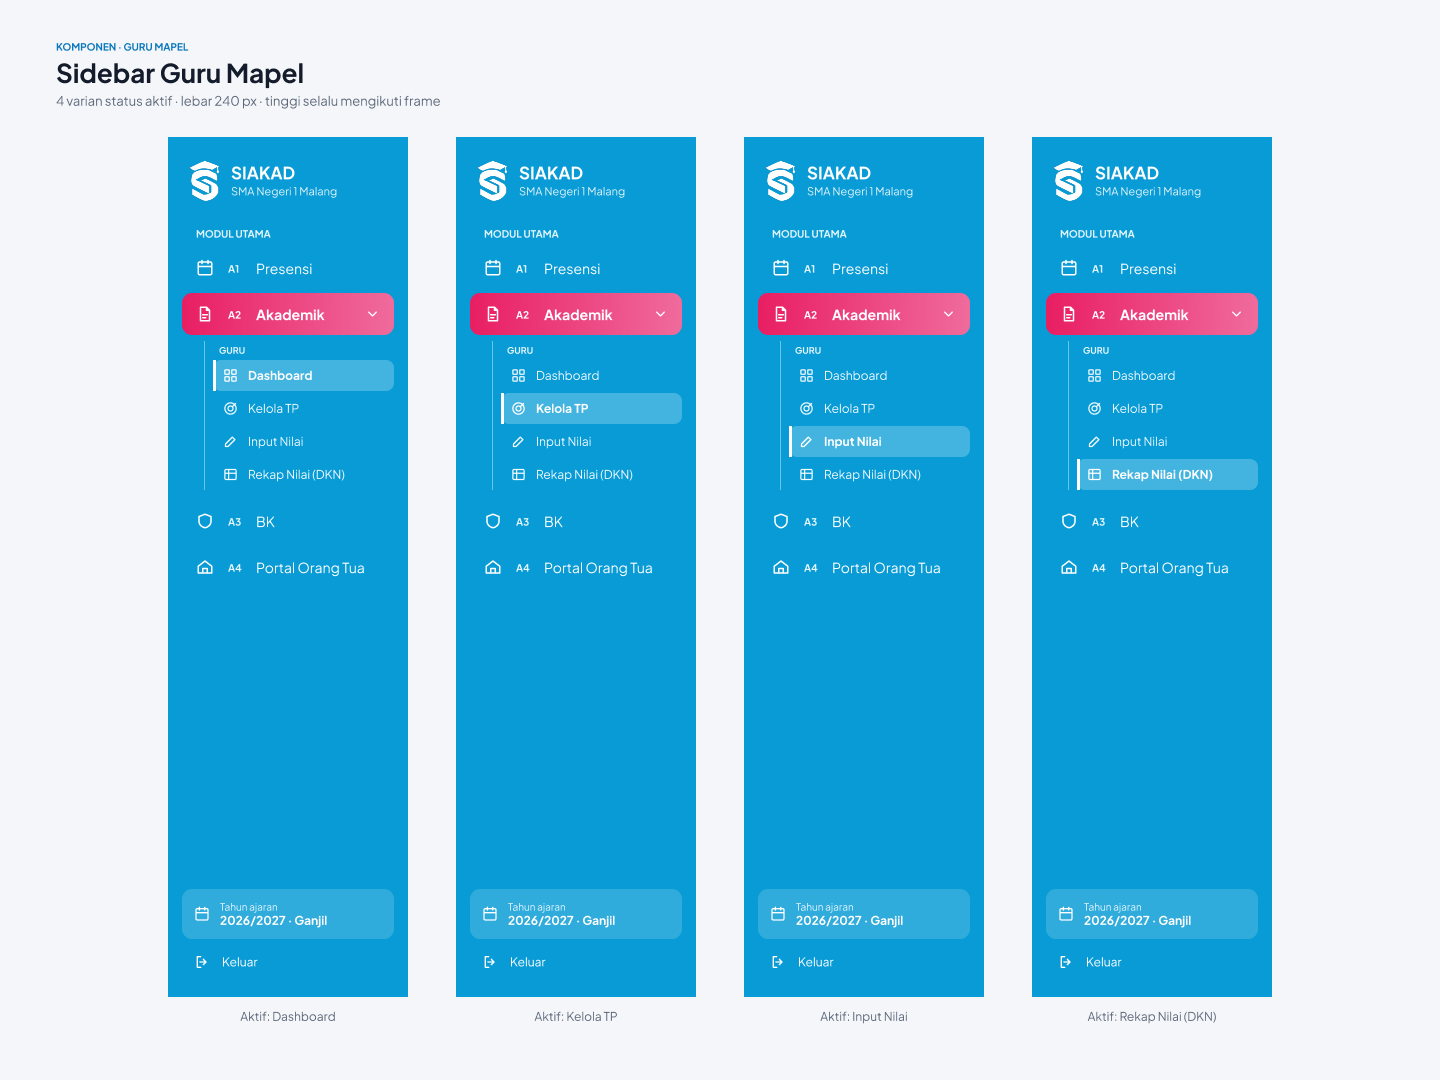 KOMPONEN · GURU MAPEL
Sidebar Guru Mapel
4 varian status aktif · lebar 240 px · tinggi selalu mengikuti frame
SIAKAD
SMA Negeri 1 Malang
MODUL UTAMA
A1 Presensi
A2 Akademik
GURU
Dashboard
Kelola TP
Input Nilai
Rekap Nilai (DKN)
A3 BK
A4 Portal Orang Tua
Tahun ajaran
2026/2027 · Ganjil
Keluar
Aktif: Dashboard
SIAKAD
SMA Negeri 1 Malang
MODUL UTAMA
A1 Presensi
A2 Akademik
GURU
Dashboard
Kelola TP
Input Nilai
Rekap Nilai (DKN)
A3 BK
A4 Portal Orang Tua
Tahun ajaran
2026/2027 · Ganjil
Keluar
Aktif: Kelola TP
SIAKAD
SMA Negeri 1 Malang
MODUL UTAMA
A1 Presensi
A2 Akademik
GURU
Dashboard
Kelola TP
Input Nilai
Rekap Nilai (DKN)
A3 BK
A4 Portal Orang Tua
Tahun ajaran
2026/2027 · Ganjil
Keluar
Aktif: Input Nilai
SIAKAD
SMA Negeri 1 Malang
MODUL UTAMA
A1 Presensi
A2 Akademik
GURU
Dashboard
Kelola TP
Input Nilai
Rekap Nilai (DKN)
A3 BK
A4 Portal Orang Tua
Tahun ajaran
2026/2027 · Ganjil
Keluar
Aktif: Rekap Nilai (DKN)